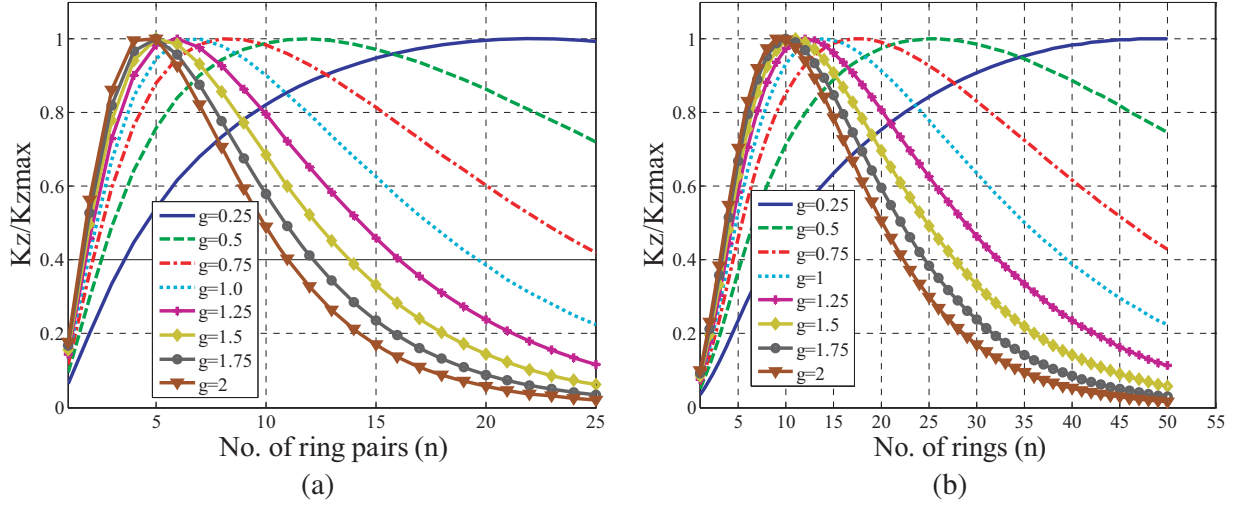 Kz/Kzmax
1
0.8
0.6
0.4
0.2
0
5
10
15
20
25
No. of ring pairs (n)
g=0.25
g=0.5
g=0.75
g=1.0
g=1.25
g=1.5
g=1.75
g=2
(a)
Kz/Kzmax
1
0.8
0.6
0.4
0.2
0
5
10
15
20
25
30
35
40
45
50
55
No. of rings (n)
g=0.25
g=0.5
g=0.75
g=1
g=1.25
g=1.5
g=1.75
g=2
(b)